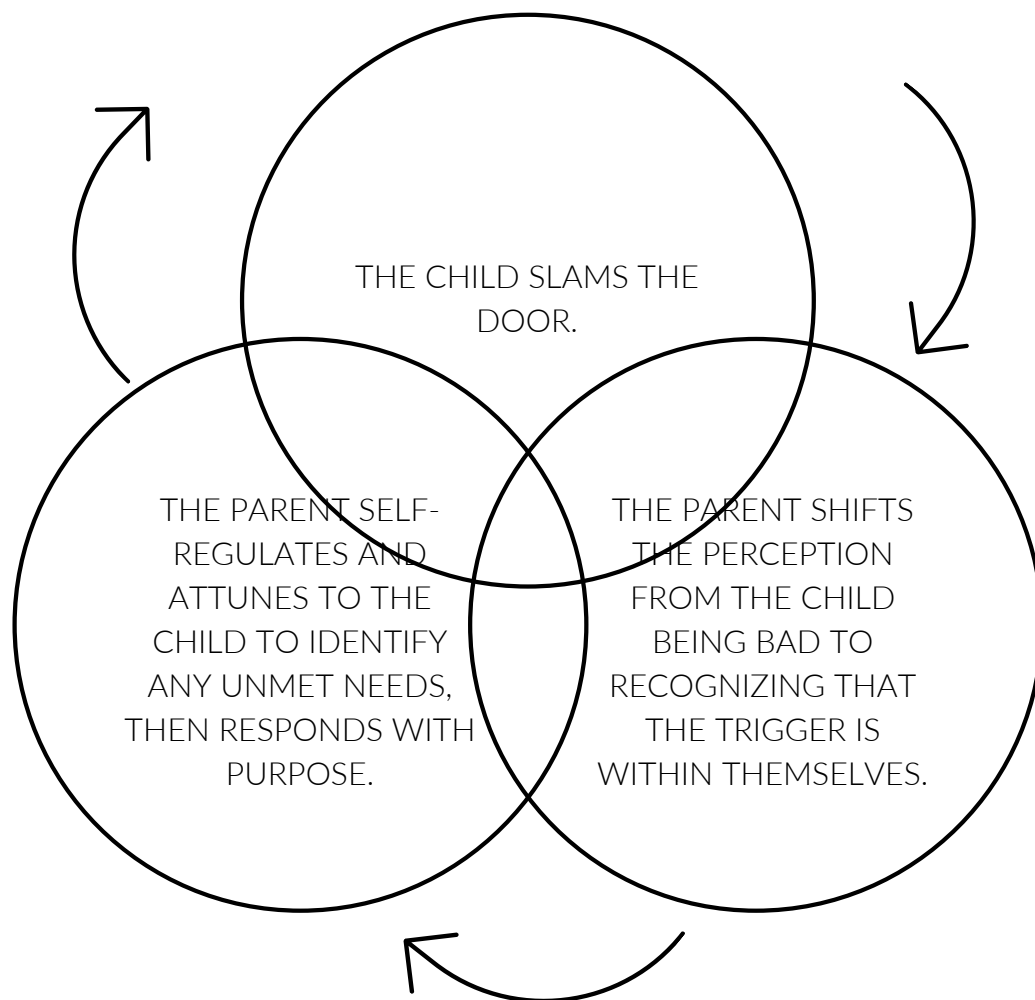 THE CHILD SLAMS THE
DOOR.
THE PARENT SELF-
REGULATES AND
ATTUNES TO THE
CHILD TO IDENTIFY
ANY UNMET NEEDS,
THEN RESPONDS WITH
PURPOSE.
THE PARENT SHIFTS
THE PERCEPTION
FROM THE CHILD
BEING BAD TO
RECOGNIZING THAT
THE TRIGGER IS
WITHIN THEMSELVES.